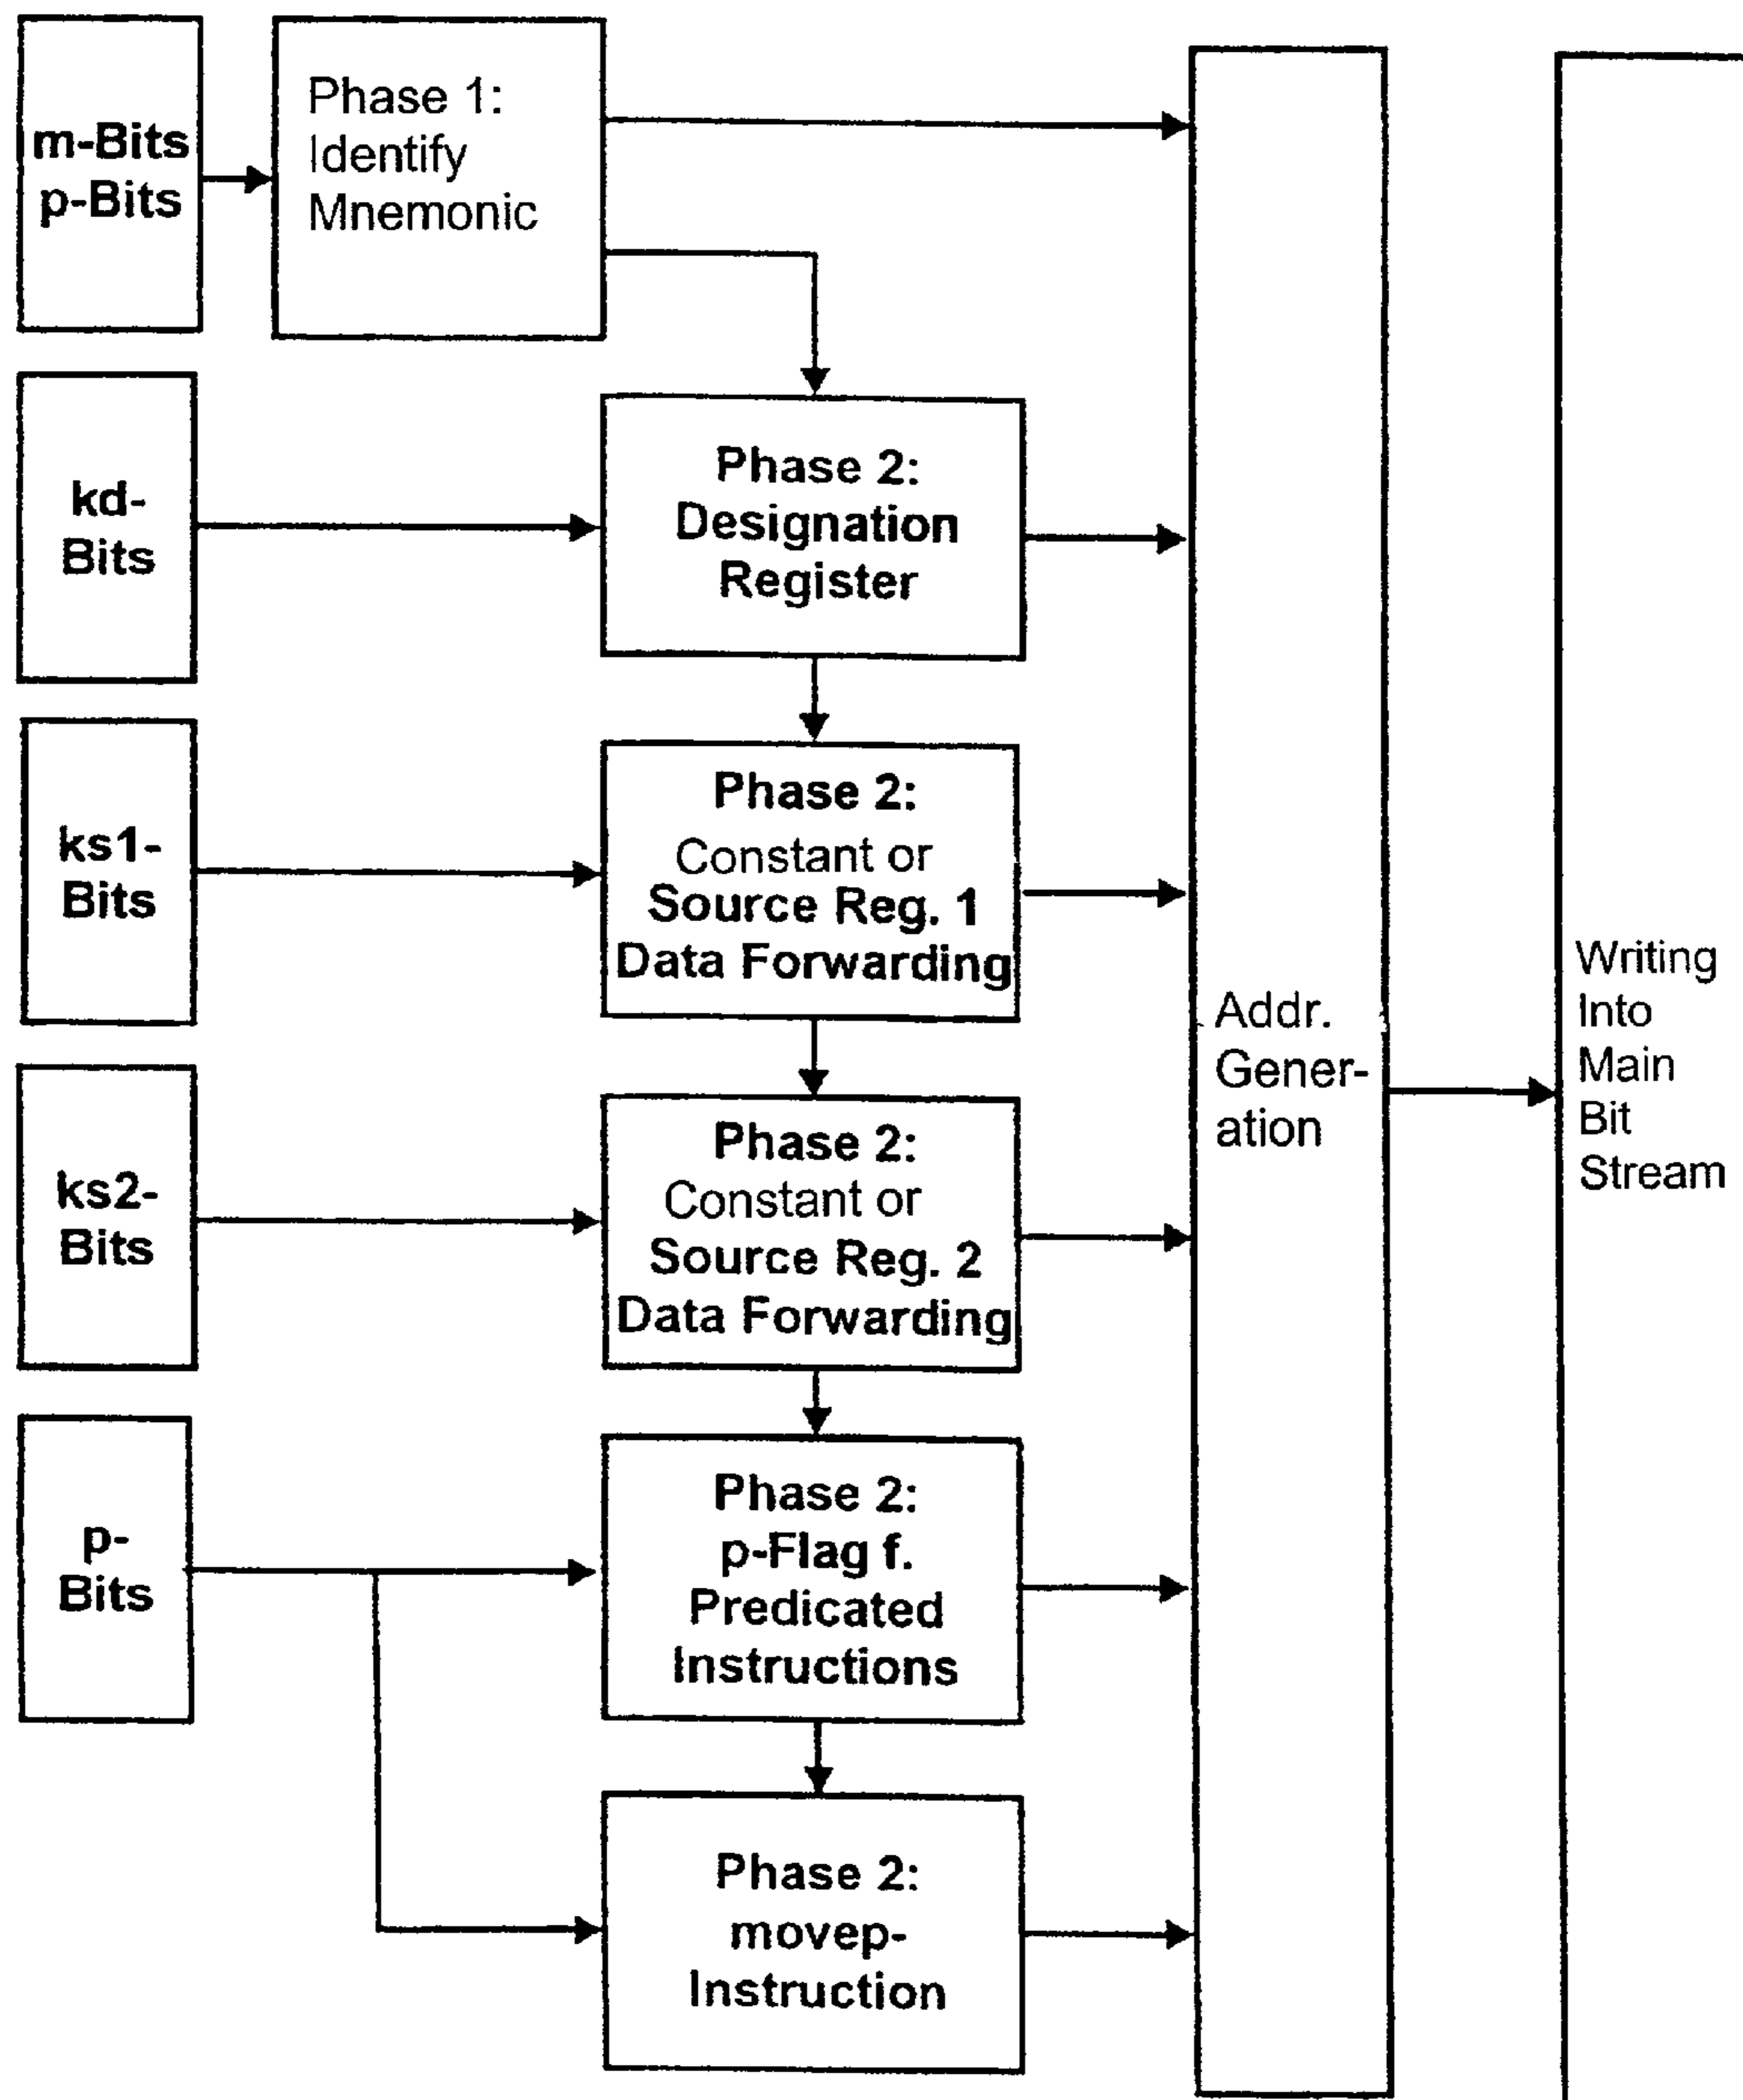 m-Bits
p-Bits
Phase 1:
Identify
Mnemonic
kd-
Bits
Phase 2:
Designation
Register
ks1-
Bits
Phase 2:
Constant or
Source Reg. 1
Data Forwarding
ks2-
Bits
Phase 2:
Constant or
Source Reg. 2
Data Forwarding
p-
Bits
Phase 2:
p-Flag f.
Predicated
Instructions
Phase 2:
movep-
Instruction
Addr.
Gener-
ation
Writing
Into
Main
Bit
Stream